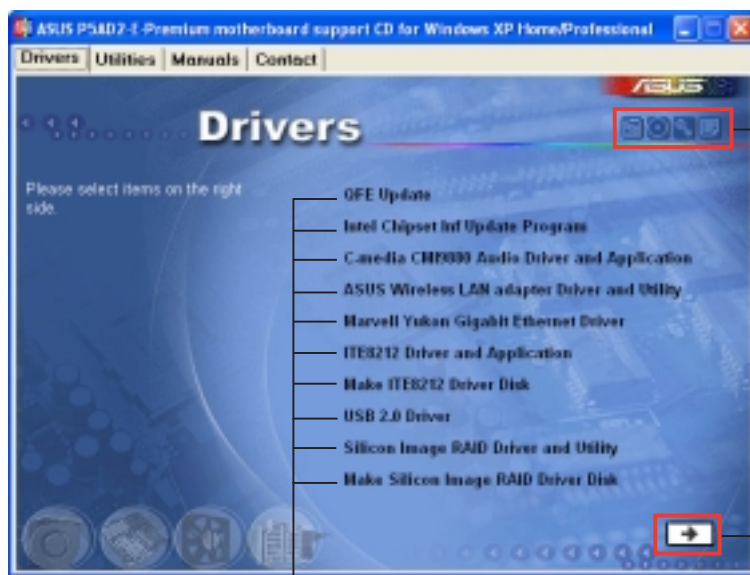 ASUS P5AD2-E-Premium motherboard support CD for Windows XP Home/Professional
Drivers Utilities Manuals Contact
ASUS
Drivers
Please select items on the right
side.
QFE Update
Intel Chipset Inf Update Program
C-media CMI9880 Audio Driver and Application
ASUS Wireless LAN adapter Driver and Utility
Marvell Yukon Gigabit Ethernet Driver
ITE8212 Driver and Application
Make ITE8212 Driver Disk
USB 2.0 Driver
Silicon Image RAID Driver and Utility
Make Silicon Image RAID Driver Disk